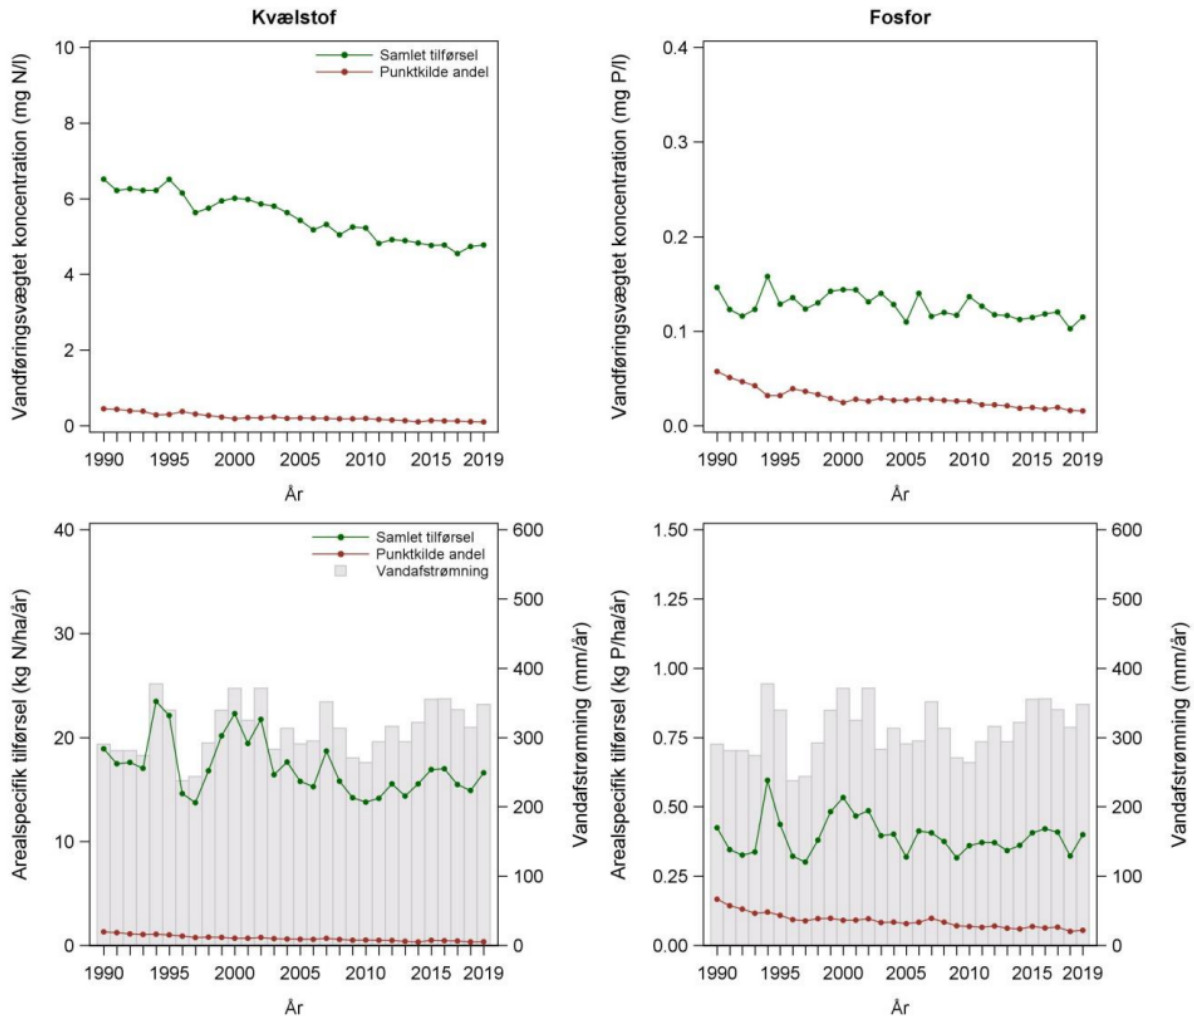 Kvælstof
Vandføringsvægtet koncentration (mg N/l)
10
8
6
4
2
0
Samlet tilførsel
Punktkilde andel
1990 1995 2000 2005 2010 2015 2019
År
Fosfor
Vandføringsvægtet koncentration (mg P/l)
0.4
0.3
0.2
0.1
0.0
1990 1995 2000 2005 2010 2015 2019
År
Arealspecifik tilførsel (kg N/ha/år)
40
30
20
10
0
Samlet tilførsel
Punktkilde andel
Vandafstrømning
600
500
400
300
200
100
0
Vandafstrømning (mm/år)
1990 1995 2000 2005 2010 2015 2019
År
Arealspecifik tilførsel (kg P/ha/år)
1.50
1.25
1.00
0.75
0.50
0.25
0.00
600
500
400
300
200
100
0
Vandafstrømning (mm/år)
1990 1995 2000 2005 2010 2015 2019
År